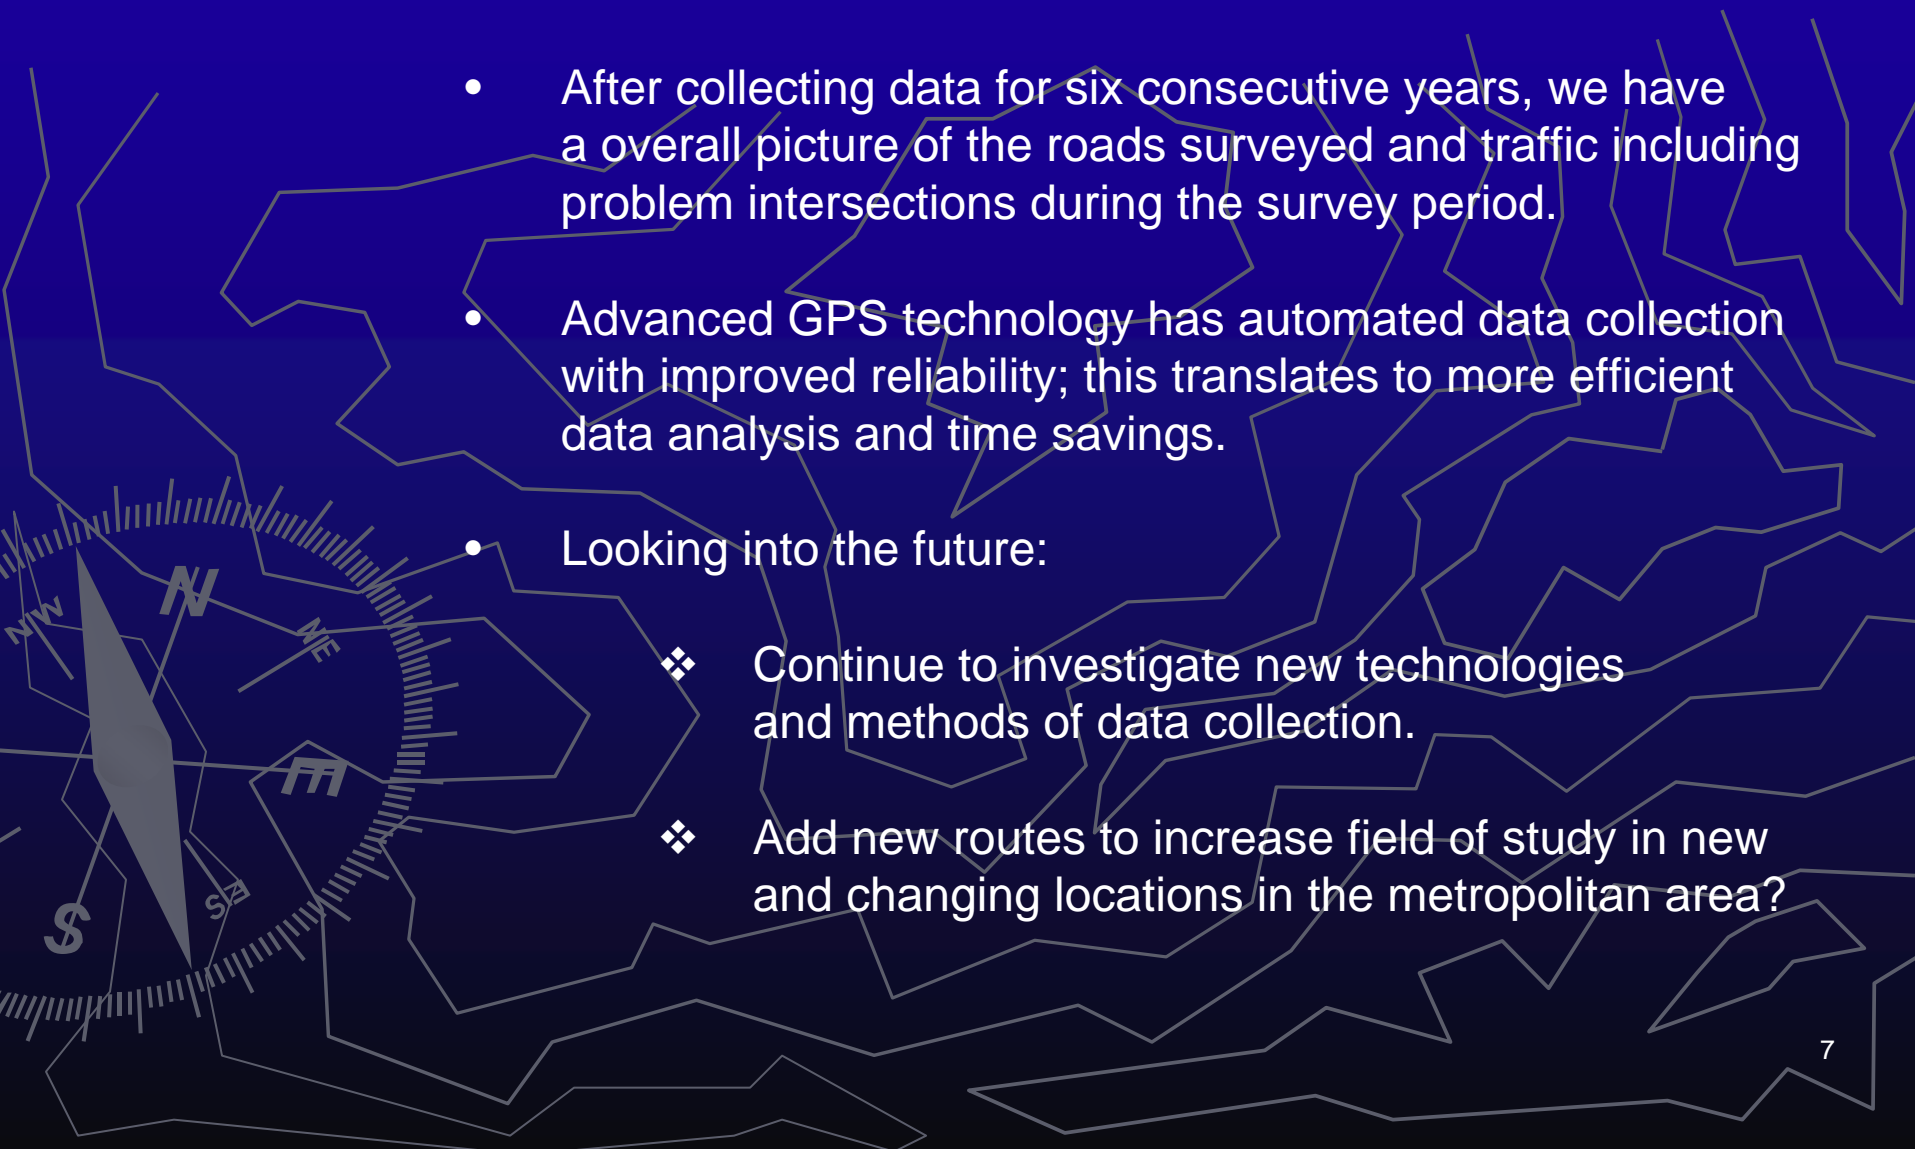 • After collecting data for six consecutive years, we have
a overall picture of the roads surveyed and traffic including
problem intersections during the survey period.
• Advanced GPS technology has automated data collection
with improved reliability; this translates to more efficient
data analysis and time savings.
• Looking into the future:
❖ Continue to investigate new technologies
and methods of data collection.
❖ Add new routes to increase field of study in new
and changing locations in the metropolitan area?
N
NW
NE
E
SE
S
7